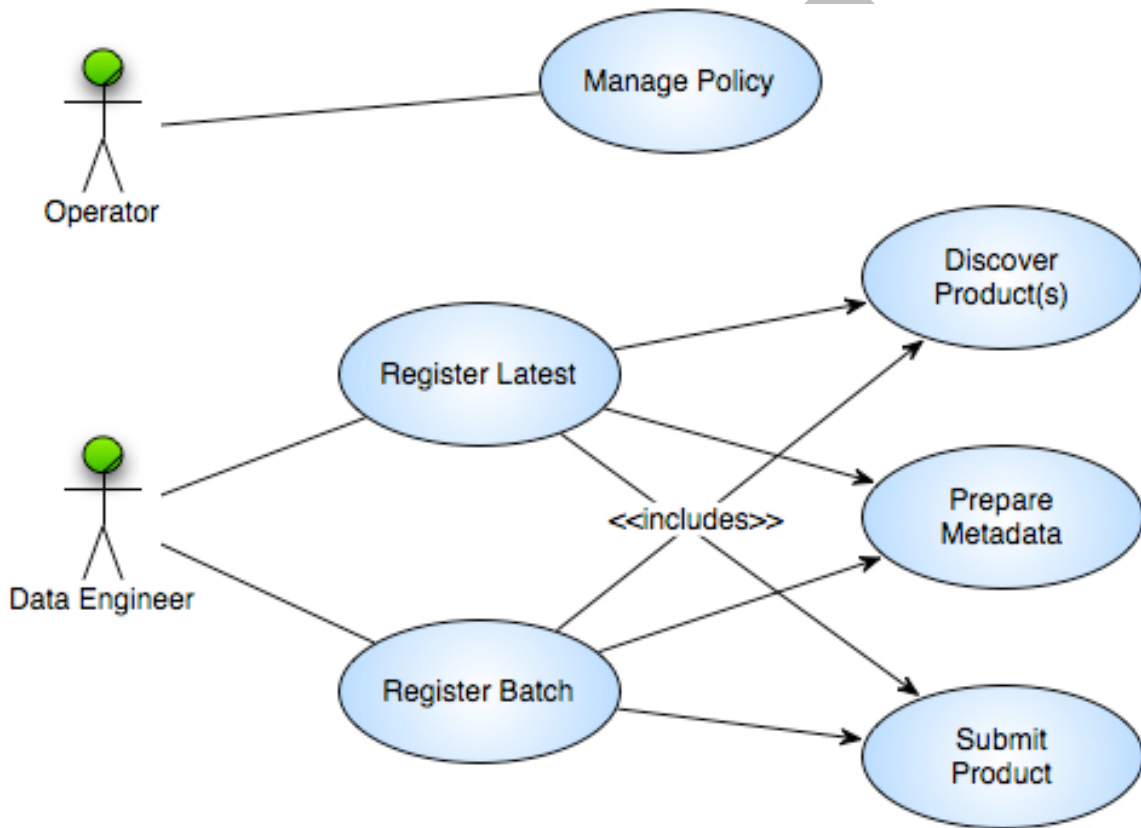 Manage Policy
Operator
Discover
Product(s)
Register Latest
<<includes>>
Prepare
Metadata
Data Engineer
Register Batch
Submit
Product